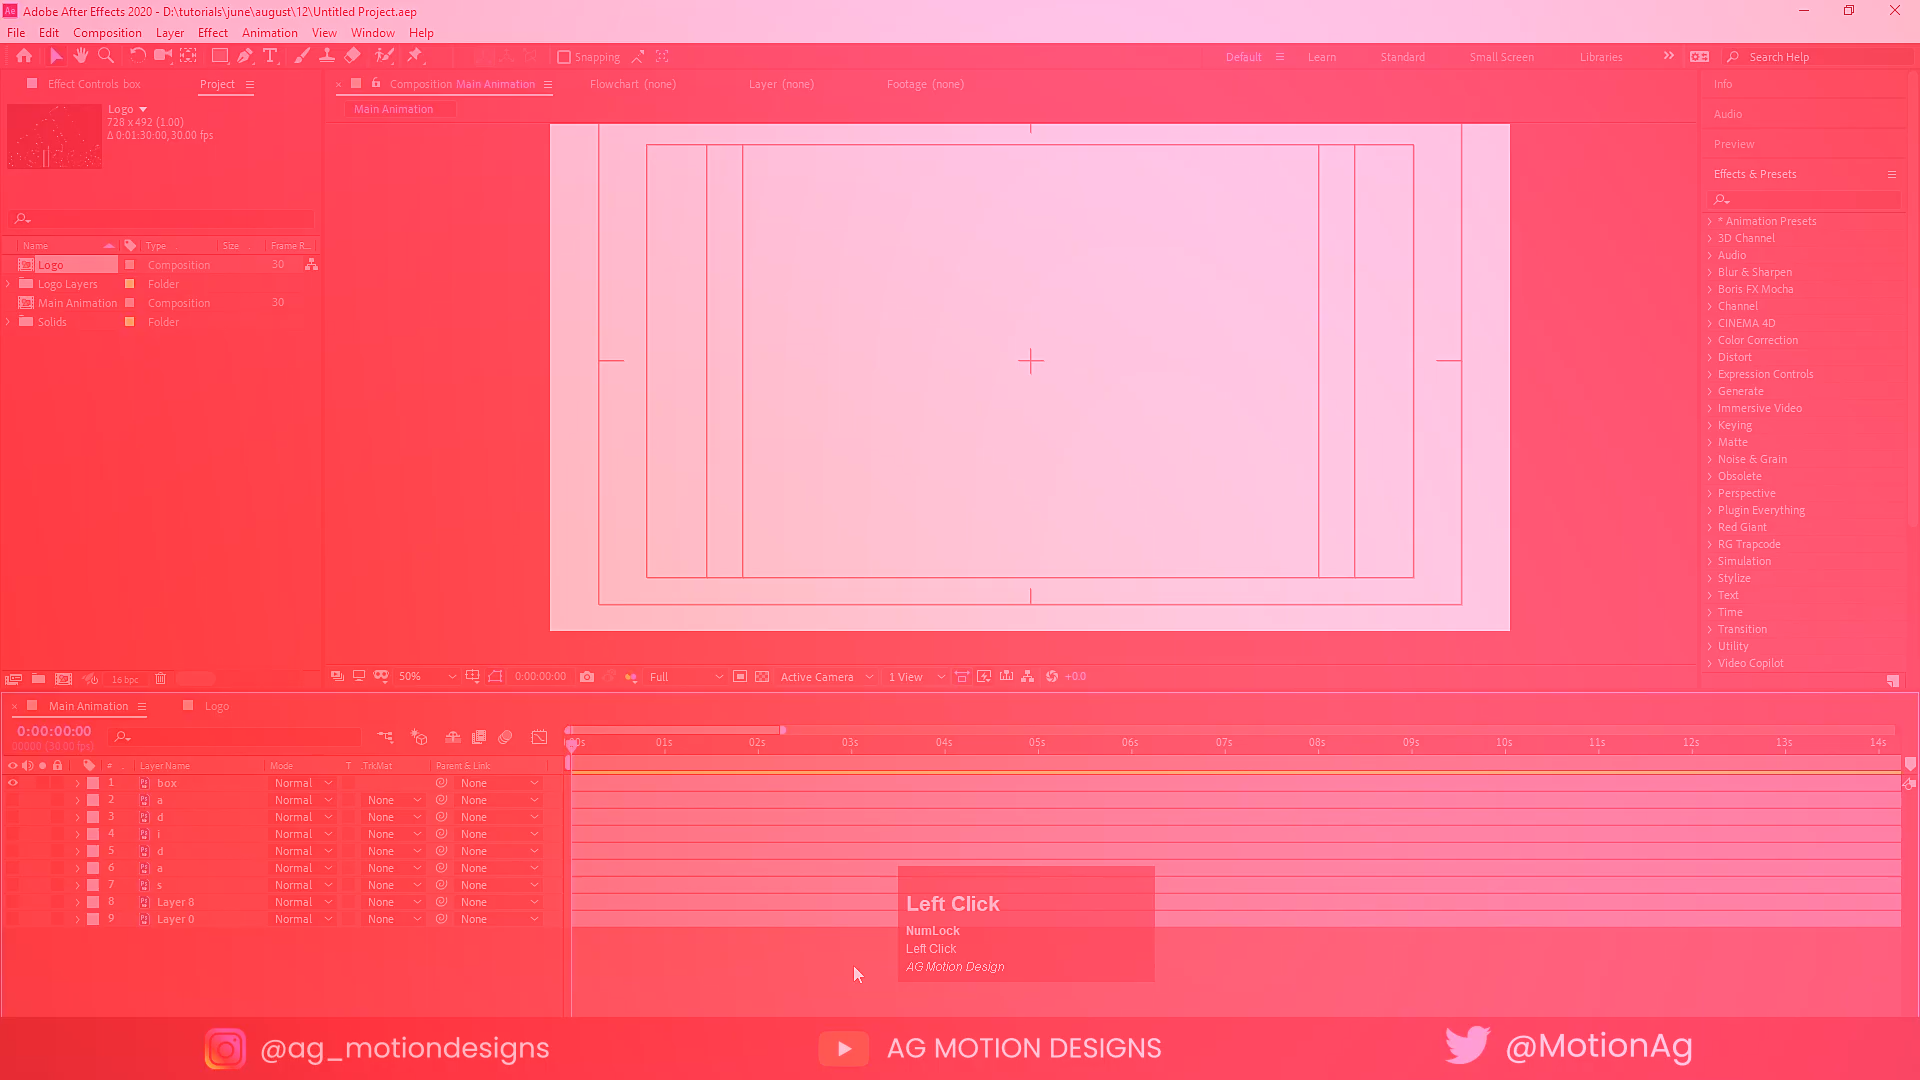 Adobe After Effects 2020 - D:\tutorials\june\august\12\Untitled Project.aep
File Edit Composition Layer Effect Animation View Window Help
Snapping
Default Learn Standard Small Screen Libraries Search Help
Effect Controls box Project
Composition Main Animation Flowchart (none) Layer (none) Footage (none)
Main Animation
Logo
728 x 492 (1.00)
Δ 0:01:30:00, 30.00 fps
Name Type Size Frame R...
Logo Composition 30
Logo Layers Folder
Main Animation Composition 30
Solids Folder
16 bpc
50% 0:00:00:00 Full Active Camera 1 View +0.0
Info
Audio
Preview
Effects & Presets
* Animation Presets
3D Channel
Audio
Blur & Sharpen
Boris FX Mocha
Channel
CINEMA 4D
Color Correction
Distort
Expression Controls
Generate
Immersive Video
Keying
Matte
Noise & Grain
Obsolete
Perspective
Plugin Everything
Red Giant
RG Trapcode
Simulation
Stylize
Text
Time
Transition
Utility
Video Copilot
Main Animation Logo
0:00:00:00
00000 (30.00 fps)
01s 02s 03s 04s 05s 06s 07s 08s 09s 10s 11s 12s 13s 14s
# Layer Name Mode T .TrkMat Parent & Link
1 box Normal None
2 a Normal None None
3 d Normal None None
4 i Normal None None
5 d Normal None None
6 a Normal None None
7 s Normal None None
8 Layer 8 Normal None None
9 Layer 0 Normal None None
Left Click
NumLock
Left Click
AG Motion Design
@ag_motiondesigns AG MOTION DESIGNS @MotionAg